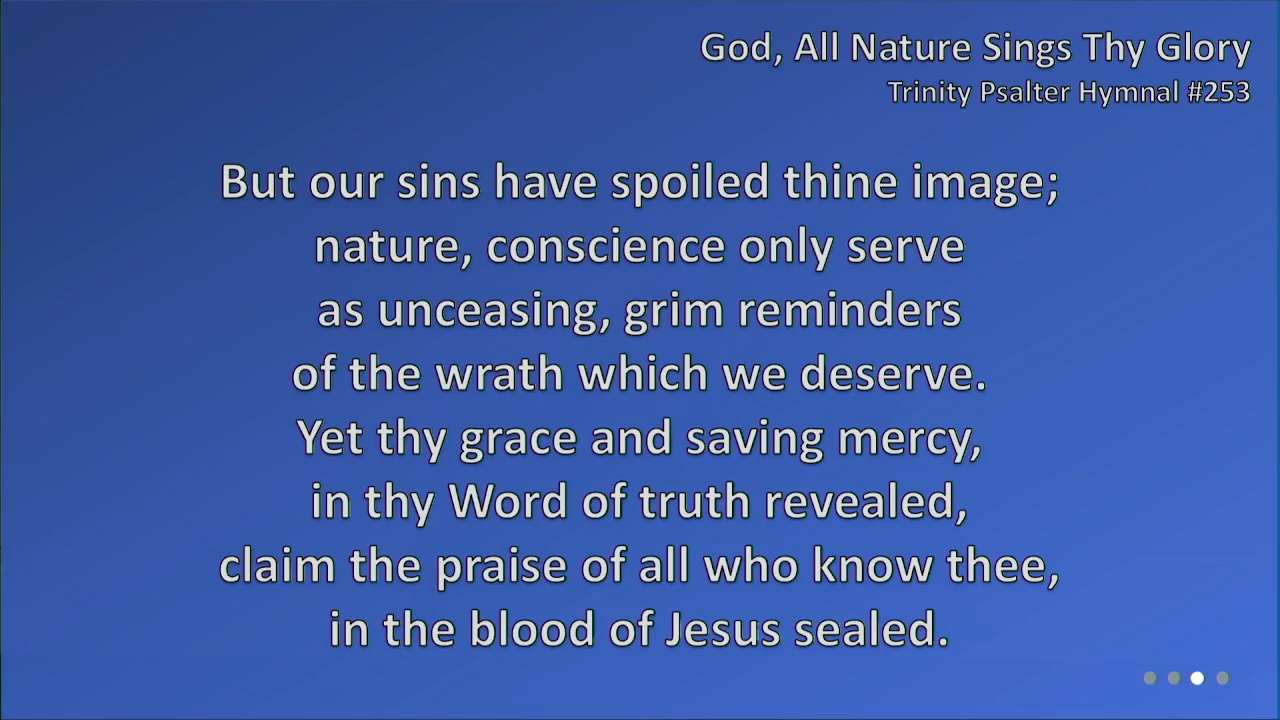 God, All Nature Sings Thy Glory
Trinity Psalter Hymnal #253
But our sins have spoiled thine image;
nature, conscience only serve
as unceasing, grim reminders
of the wrath which we deserve.
Yet thy grace and saving mercy,
in thy Word of truth revealed,
claim the praise of all who know thee,
in the blood of Jesus sealed.